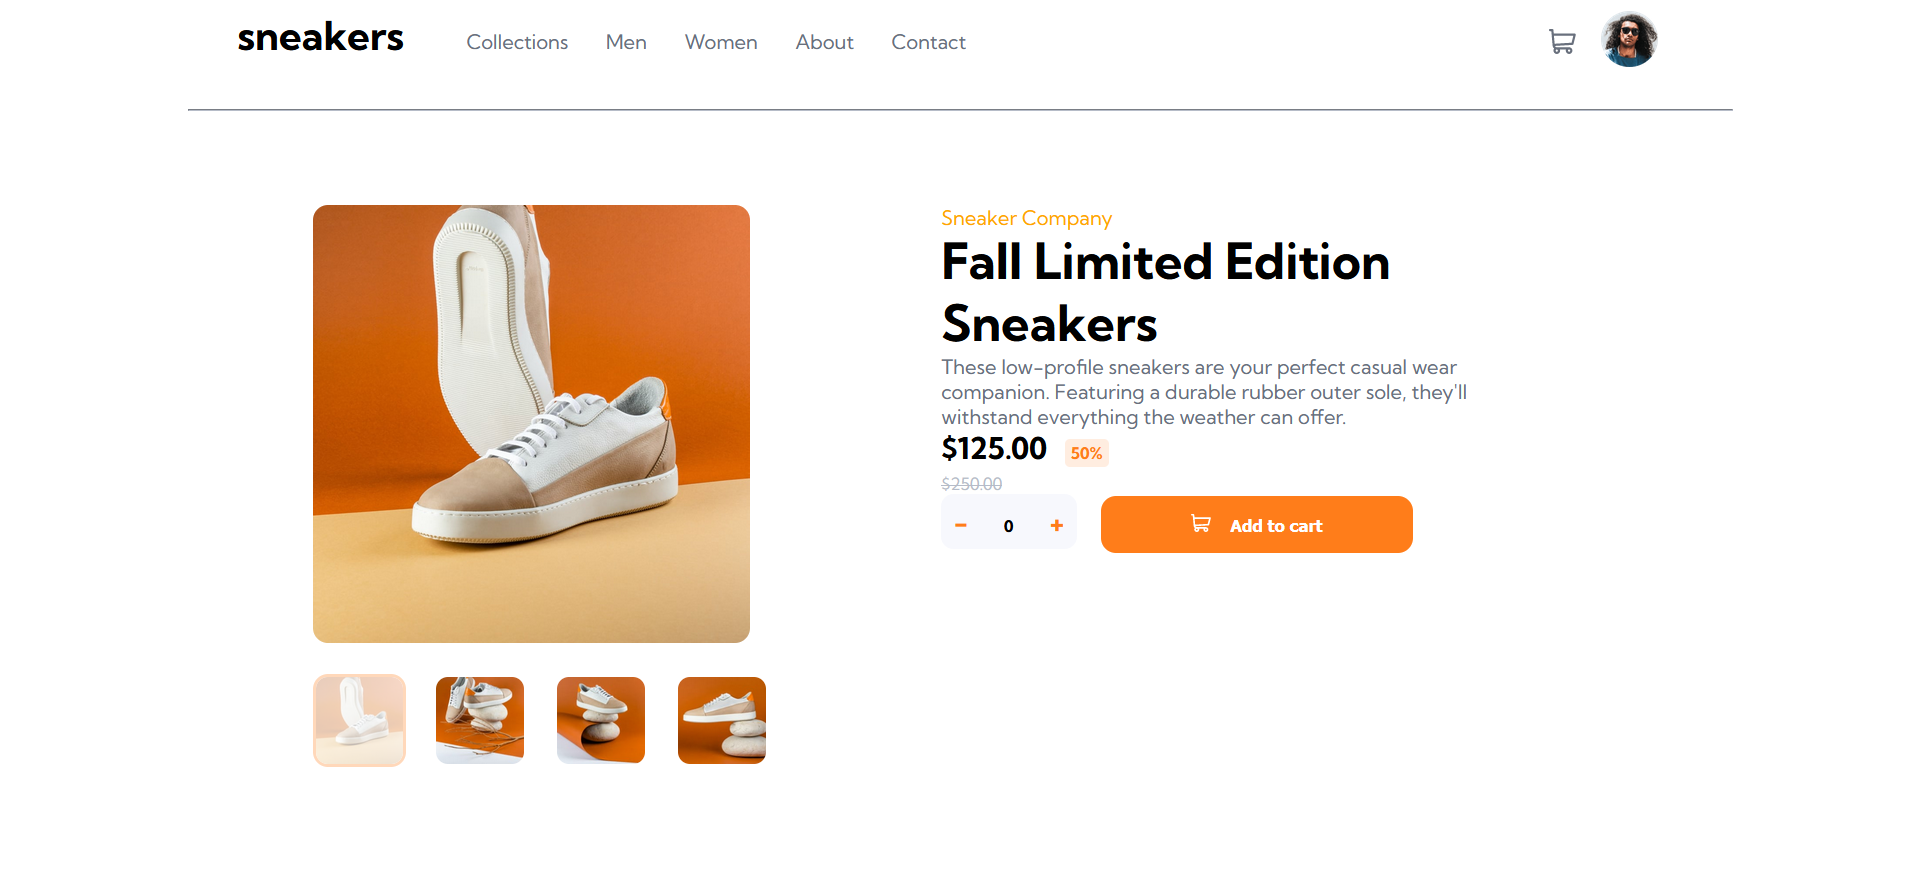 sneakers
Collections Men Women About Contact
Sneaker Company
Fall Limited Edition
Sneakers
These low-profile sneakers are your perfect casual wear
companion. Featuring a durable rubber outer sole, they'll
withstand everything the weather can offer.
$125.00 50%
$250.00
− 0 + Add to cart